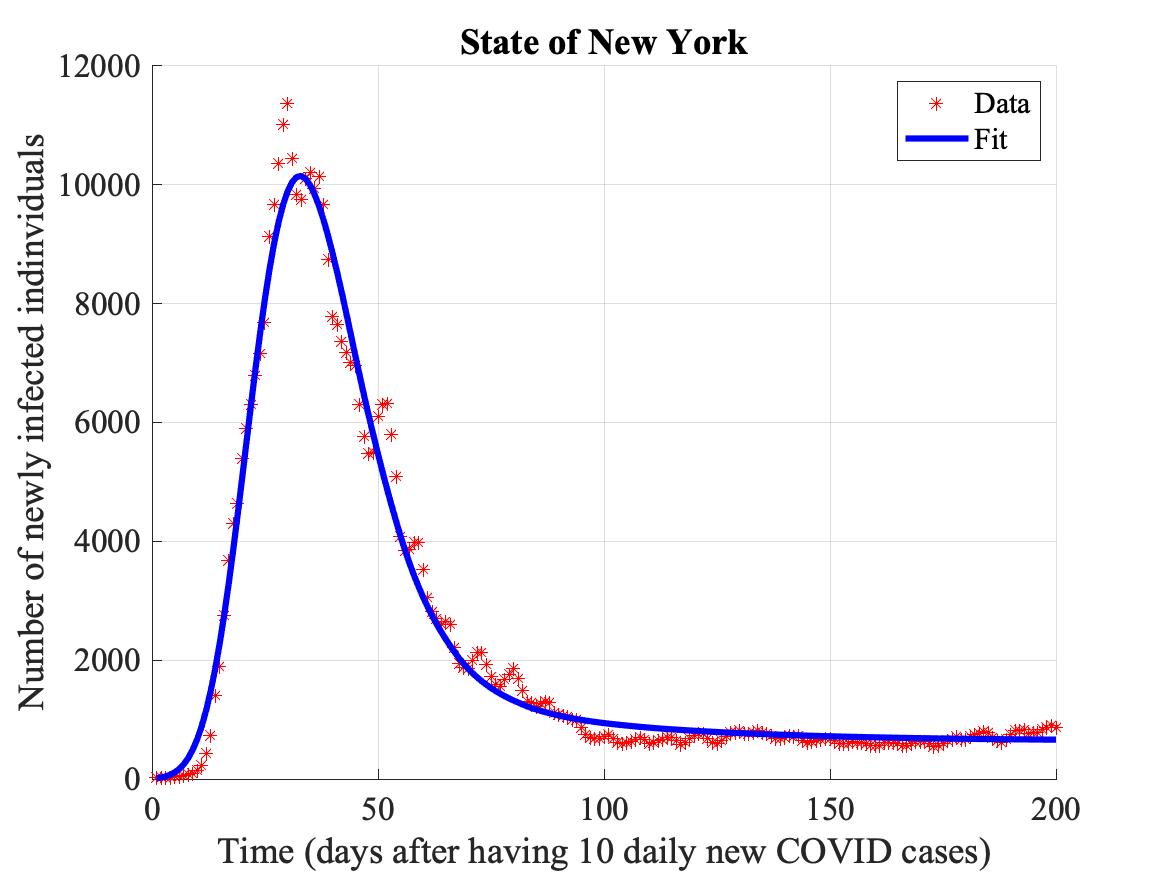 State of New York
12000
10000
8000
6000
4000
2000
0
Number of newly infected indinviduals
Data
Fit
0 50 100 150 200
Time (days after having 10 daily new COVID cases)